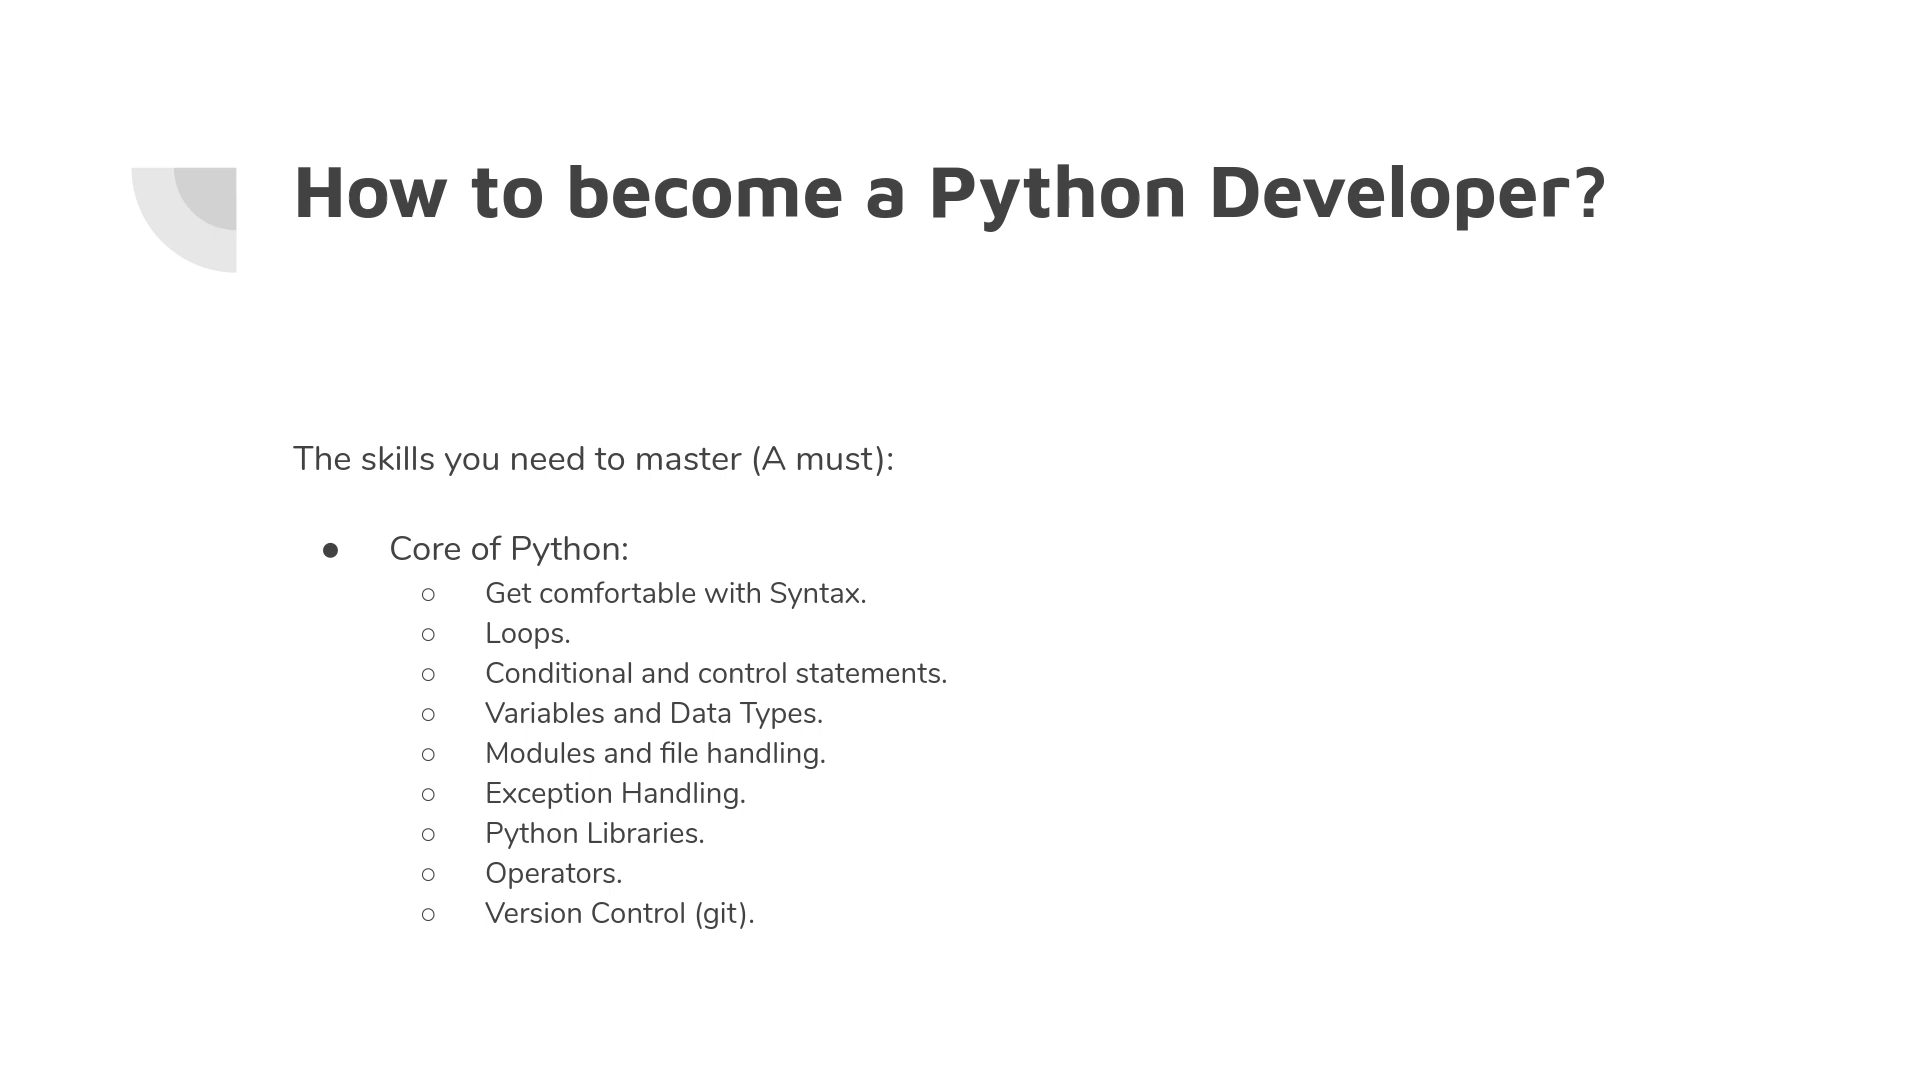 How to become a Python Developer?
The skills you need to master (A must):
● Core of Python:
○ Get comfortable with Syntax.
○ Loops.
○ Conditional and control statements.
○ Variables and Data Types.
○ Modules and file handling.
○ Exception Handling.
○ Python Libraries.
○ Operators.
○ Version Control (git).